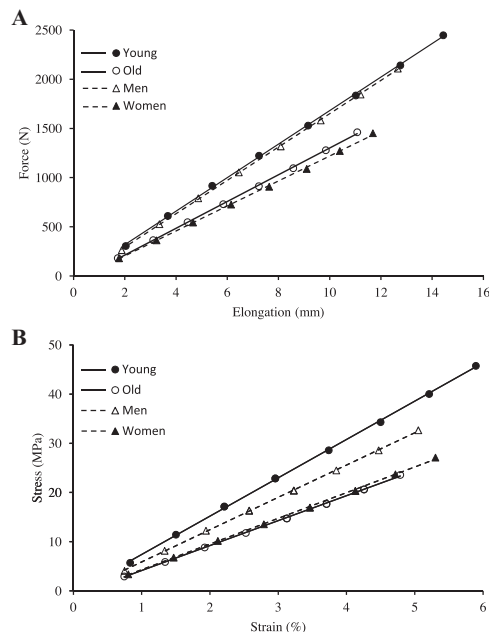 A
2500
2000
1500
1000
500
0
Force (N)
Young
Old
Men
Women
0 2 4 6 8 10 12 14 16
Elongation (mm)
B
50
40
30
20
10
0
Stress (MPa)
Young
Old
Men
Women
0 1 2 3 4 5 6
Strain (%)